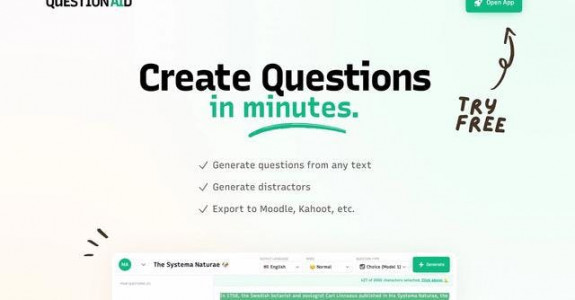 QUESTION AID
Open App
Create Questions
in minutes.
TRY
FREE
Generate questions from any text
Generate distractors
Export to Moodle, Kahoot, etc.
The Systema Naturae
English
Normal
Choice (Model 1)
Generate
In 1758, the Swedish botanist and zoologist Carl Linnaeus published in his Systema Naturae, the